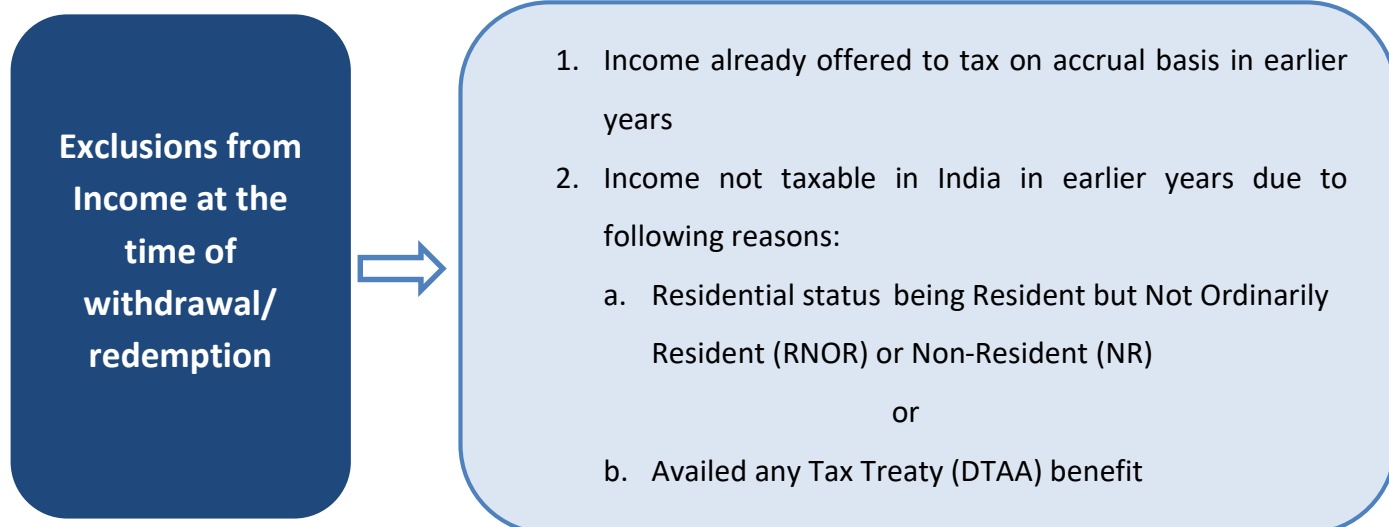 Exclusions from
Income at the
time of
withdrawal/
redemption
1. Income already offered to tax on accrual basis in earlier
years
2. Income not taxable in India in earlier years due to
following reasons:
a. Residential status being Resident but Not Ordinarily
Resident (RNOR) or Non-Resident (NR)
or
b. Availed any Tax Treaty (DTAA) benefit